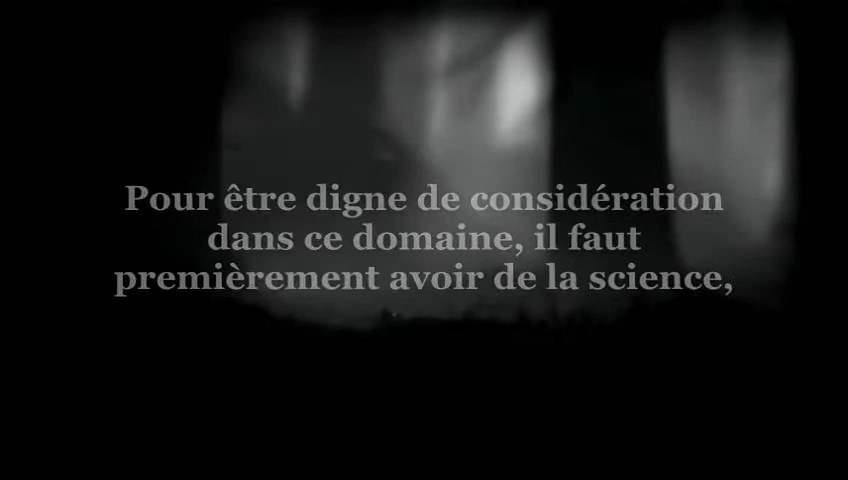 Pour être digne de considération
dans ce domaine, il faut
premièrement avoir de la science,